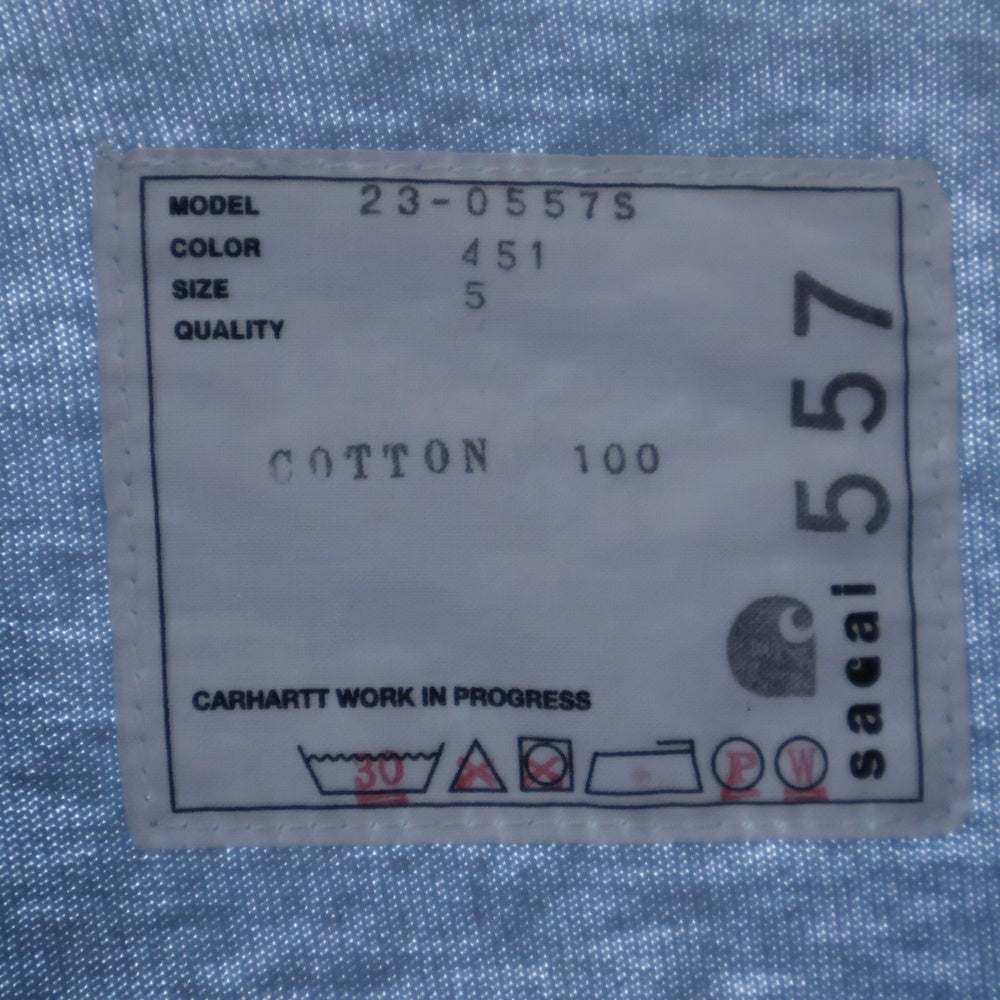 MODEL 23-0557S
COLOR 451
SIZE 5
QUALITY
COTTON 100
CARHARTT WORK IN PROGRESS
30 P W
sacai 557